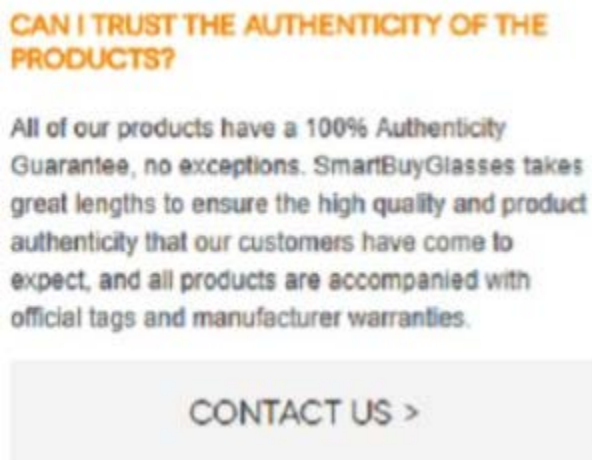 CAN I TRUST THE AUTHENTICITY OF THE
PRODUCTS?
All of our products have a 100% Authenticity
Guarantee, no exceptions. SmartBuyGlasses takes
great lengths to ensure the high quality and product
authenticity that our customers have come to
expect, and all products are accompanied with
official tags and manufacturer warranties.
CONTACT US >